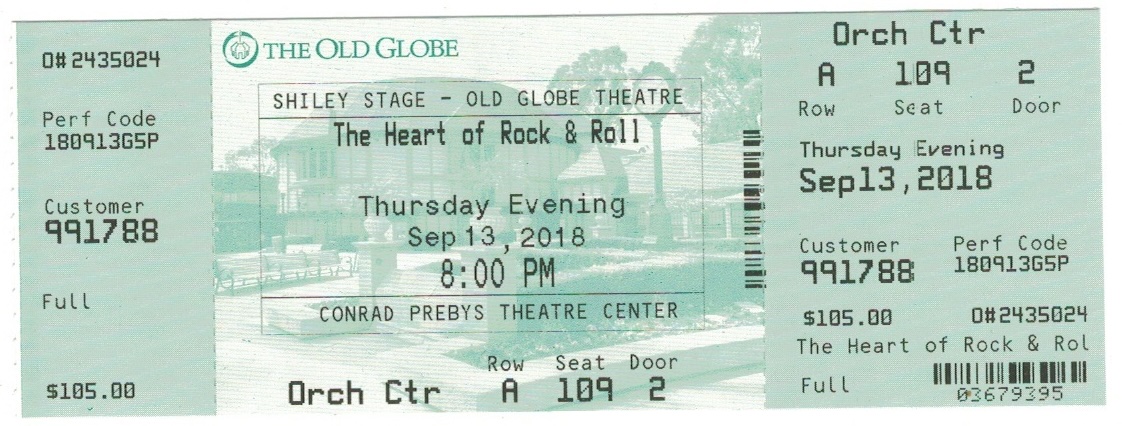 O# 2435024
Perf Code
180913G5P
Customer
991788
Full
$105.00
THE OLD GLOBE
SHILEY STAGE - OLD GLOBE THEATRE
The Heart of Rock & Roll
Thursday Evening
Sep 13, 2018
8:00 PM
CONRAD PREBYS THEATRE CENTER
Row Seat Door
Orch Ctr A 109 2
Orch Ctr
A 109 2
Row Seat Door
Thursday Evening
Sep13,2018
Customer Perf Code
991788 180913G5P
$105.00 O#2435024
The Heart of Rock & Rol
Full
03679395